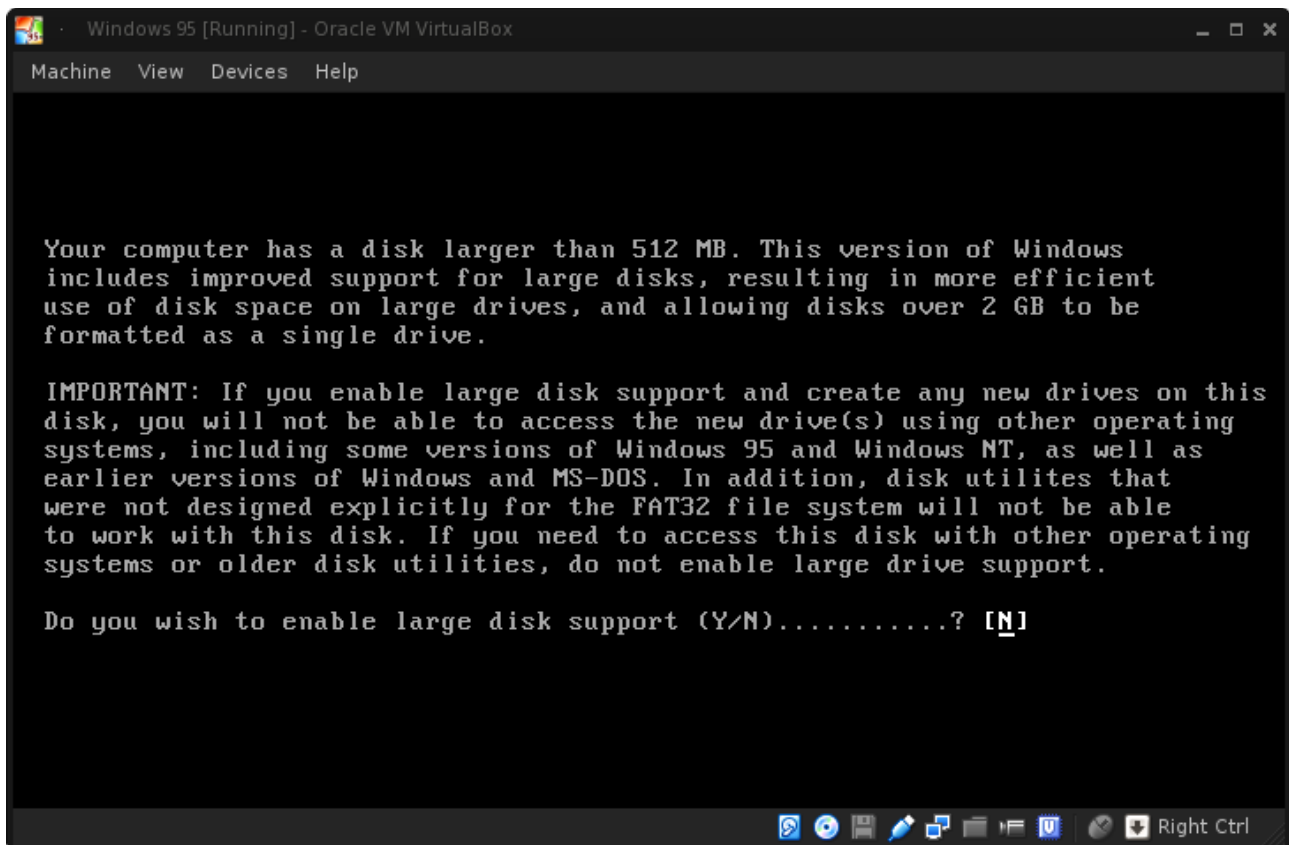 Windows 95 [Running] - Oracle VM VirtualBox
Machine View Devices Help
Your computer has a disk larger than 512 MB. This version of Windows
includes improved support for large disks, resulting in more efficient
use of disk space on large drives, and allowing disks over 2 GB to be
formatted as a single drive.
IMPORTANT: If you enable large disk support and create any new drives on this
disk, you will not be able to access the new drive(s) using other operating
systems, including some versions of Windows 95 and Windows NT, as well as
earlier versions of Windows and MS-DOS. In addition, disk utilites that
were not designed explicitly for the FAT32 file system will not be able
to work with this disk. If you need to access this disk with other operating
systems or older disk utilities, do not enable large drive support.
Do you wish to enable large disk support (Y/N)...........? [N]
Right Ctrl